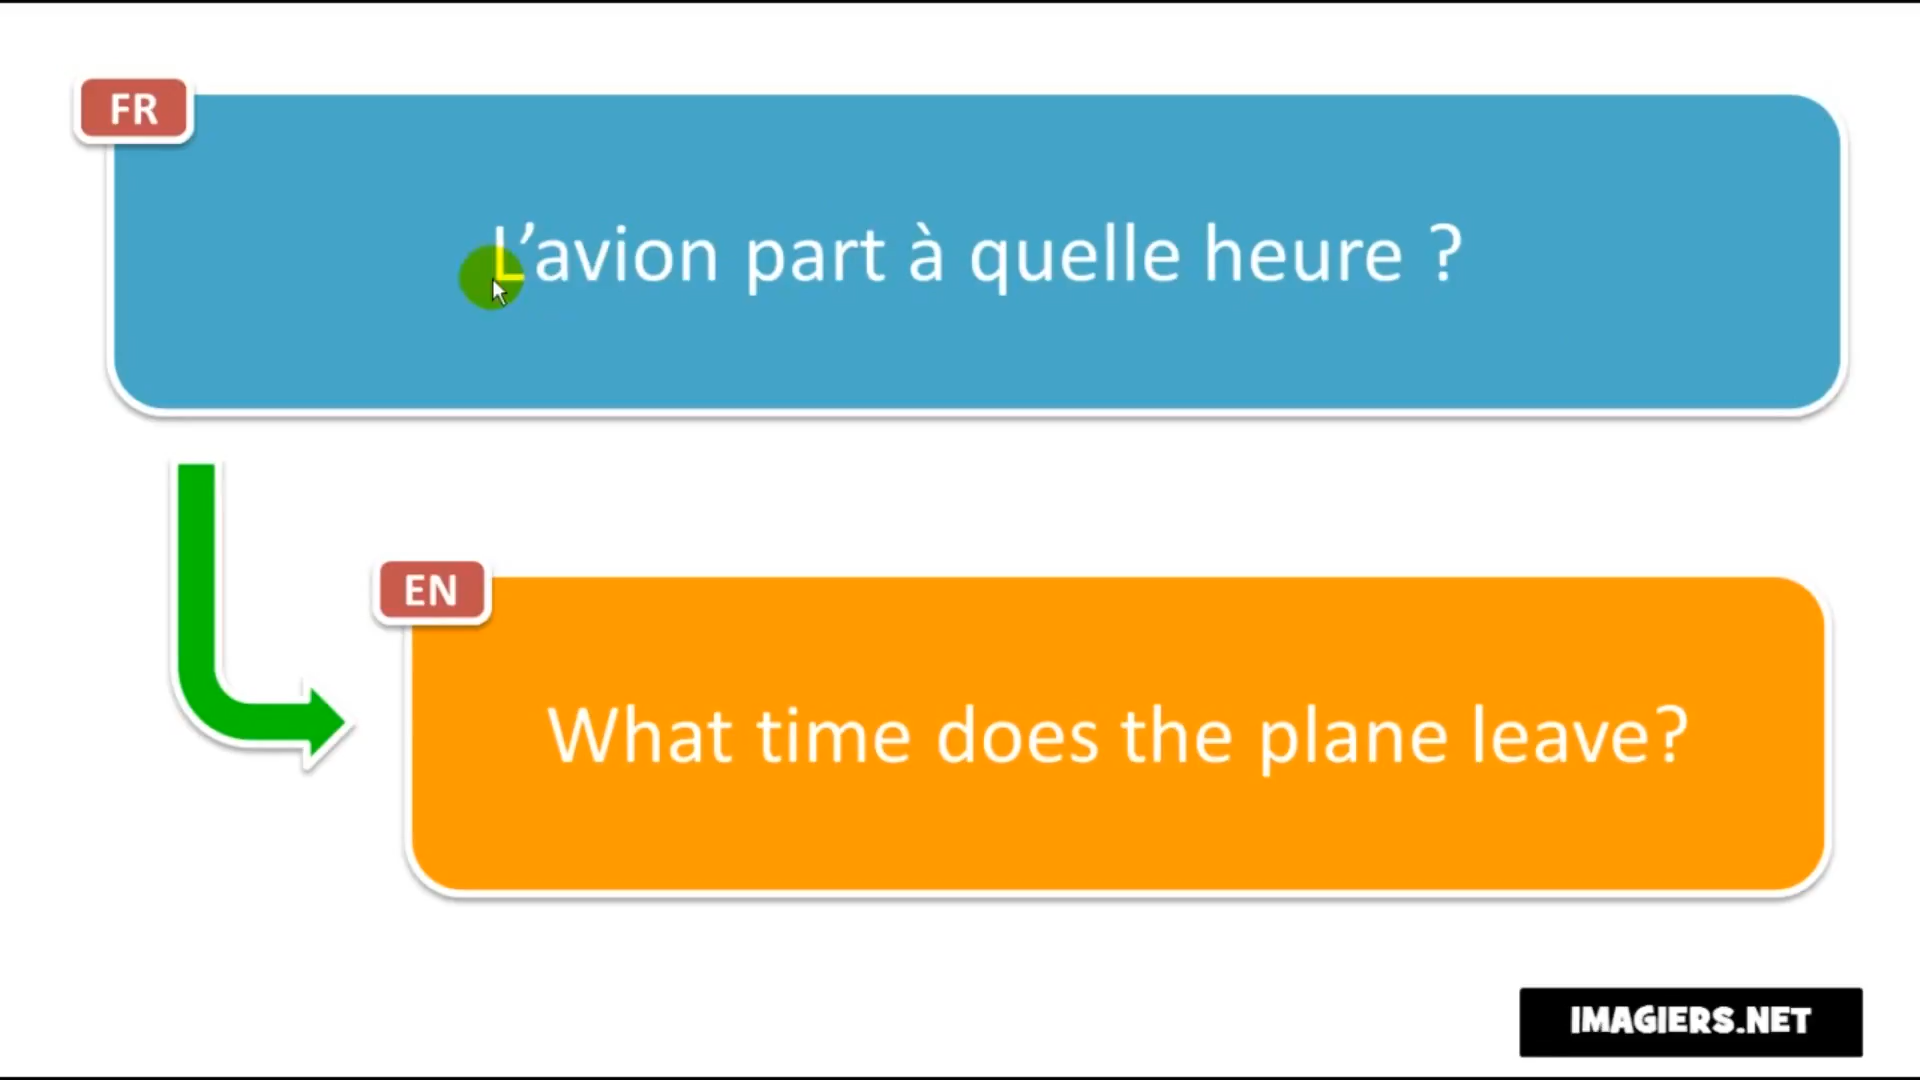 FR
L’avion part à quelle heure ?
EN
What time does the plane leave?
IMAGIERS.NET